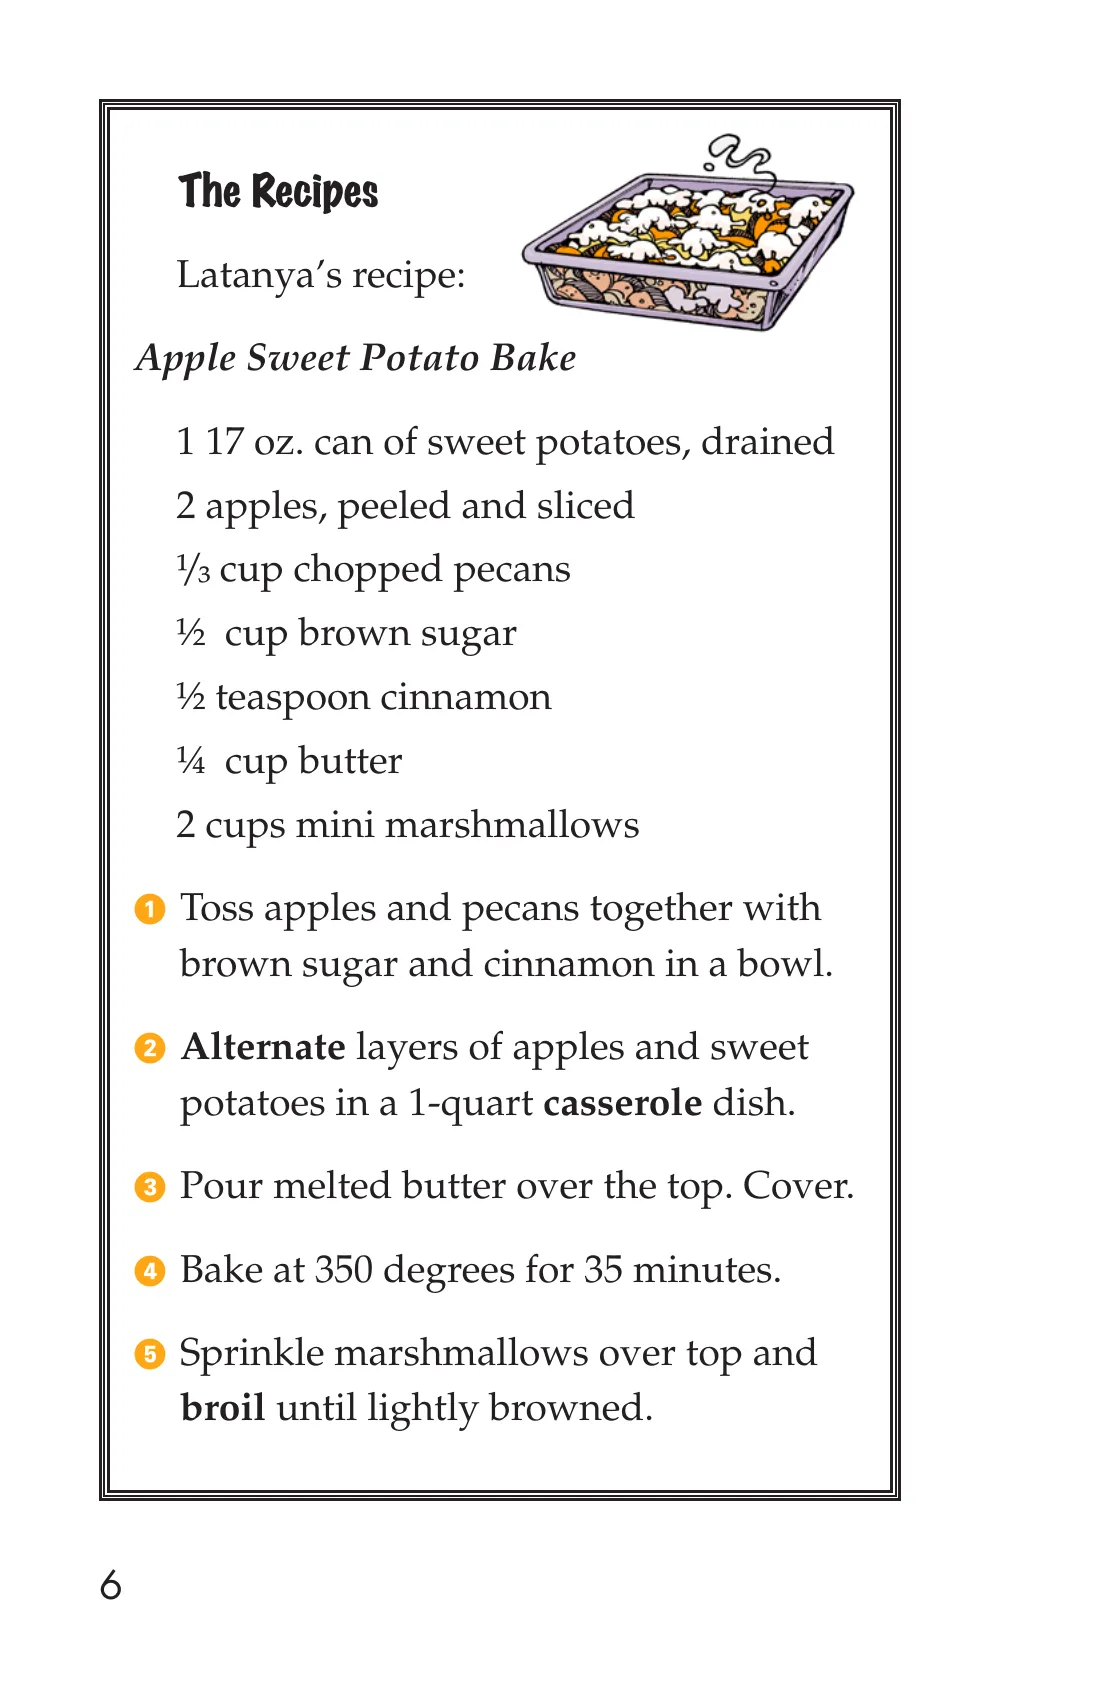 The Recipes
Latanya’s recipe:
Apple Sweet Potato Bake
1 17 oz. can of sweet potatoes, drained
2 apples, peeled and sliced
⅓ cup chopped pecans
½ cup brown sugar
½ teaspoon cinnamon
¼ cup butter
2 cups mini marshmallows
1 Toss apples and pecans together with
brown sugar and cinnamon in a bowl.
2 Alternate layers of apples and sweet
potatoes in a 1-quart casserole dish.
3 Pour melted butter over the top. Cover.
4 Bake at 350 degrees for 35 minutes.
5 Sprinkle marshmallows over top and
broil until lightly browned.
6